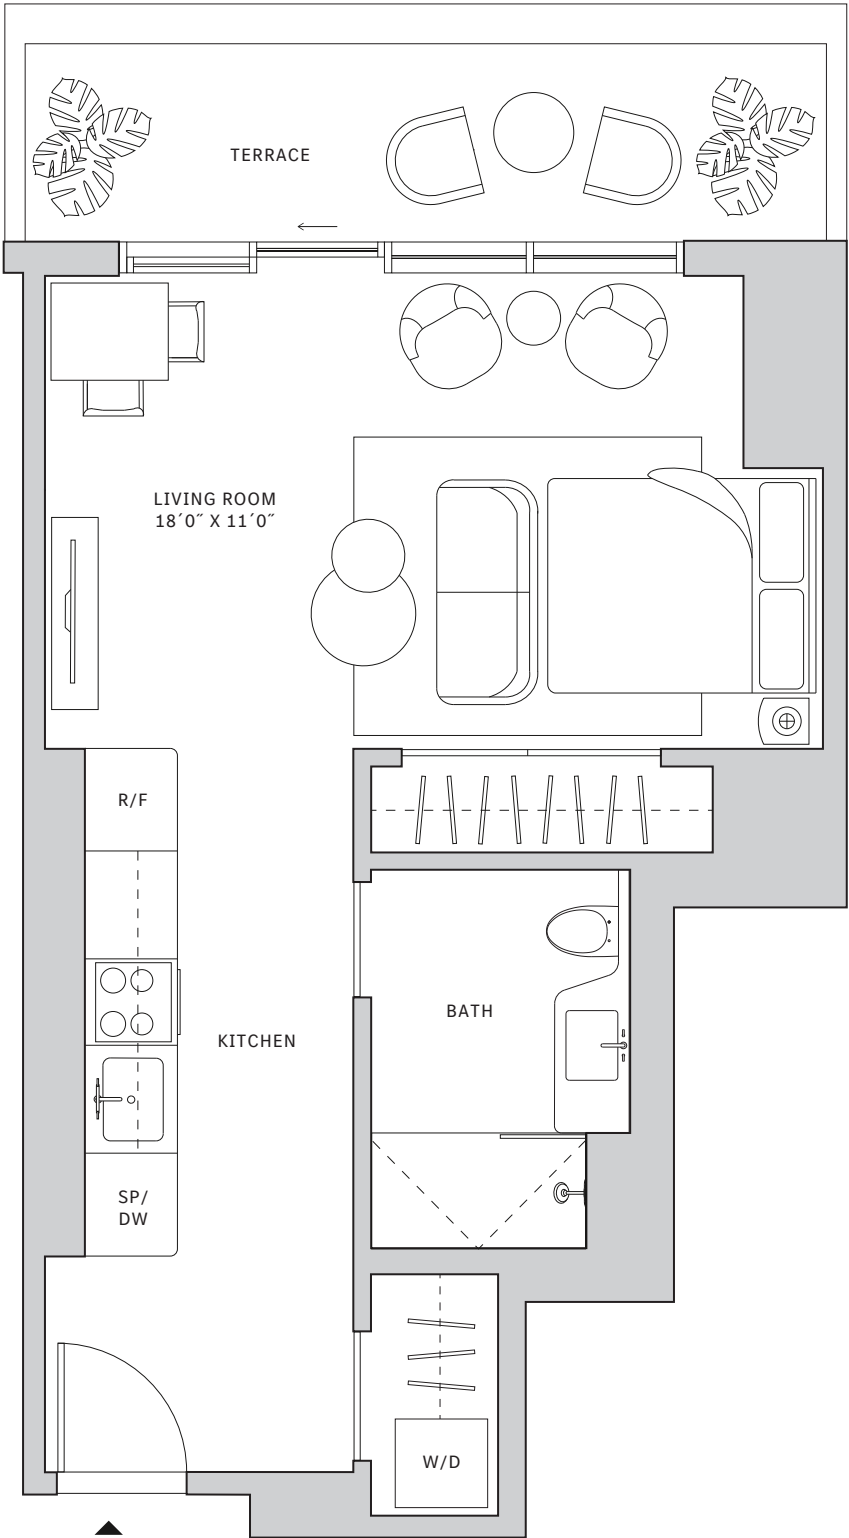 TERRACE
LIVING ROOM
18´0˝ X 11´0˝
R/F
BATH
KITCHEN
SP/
DW
W/D